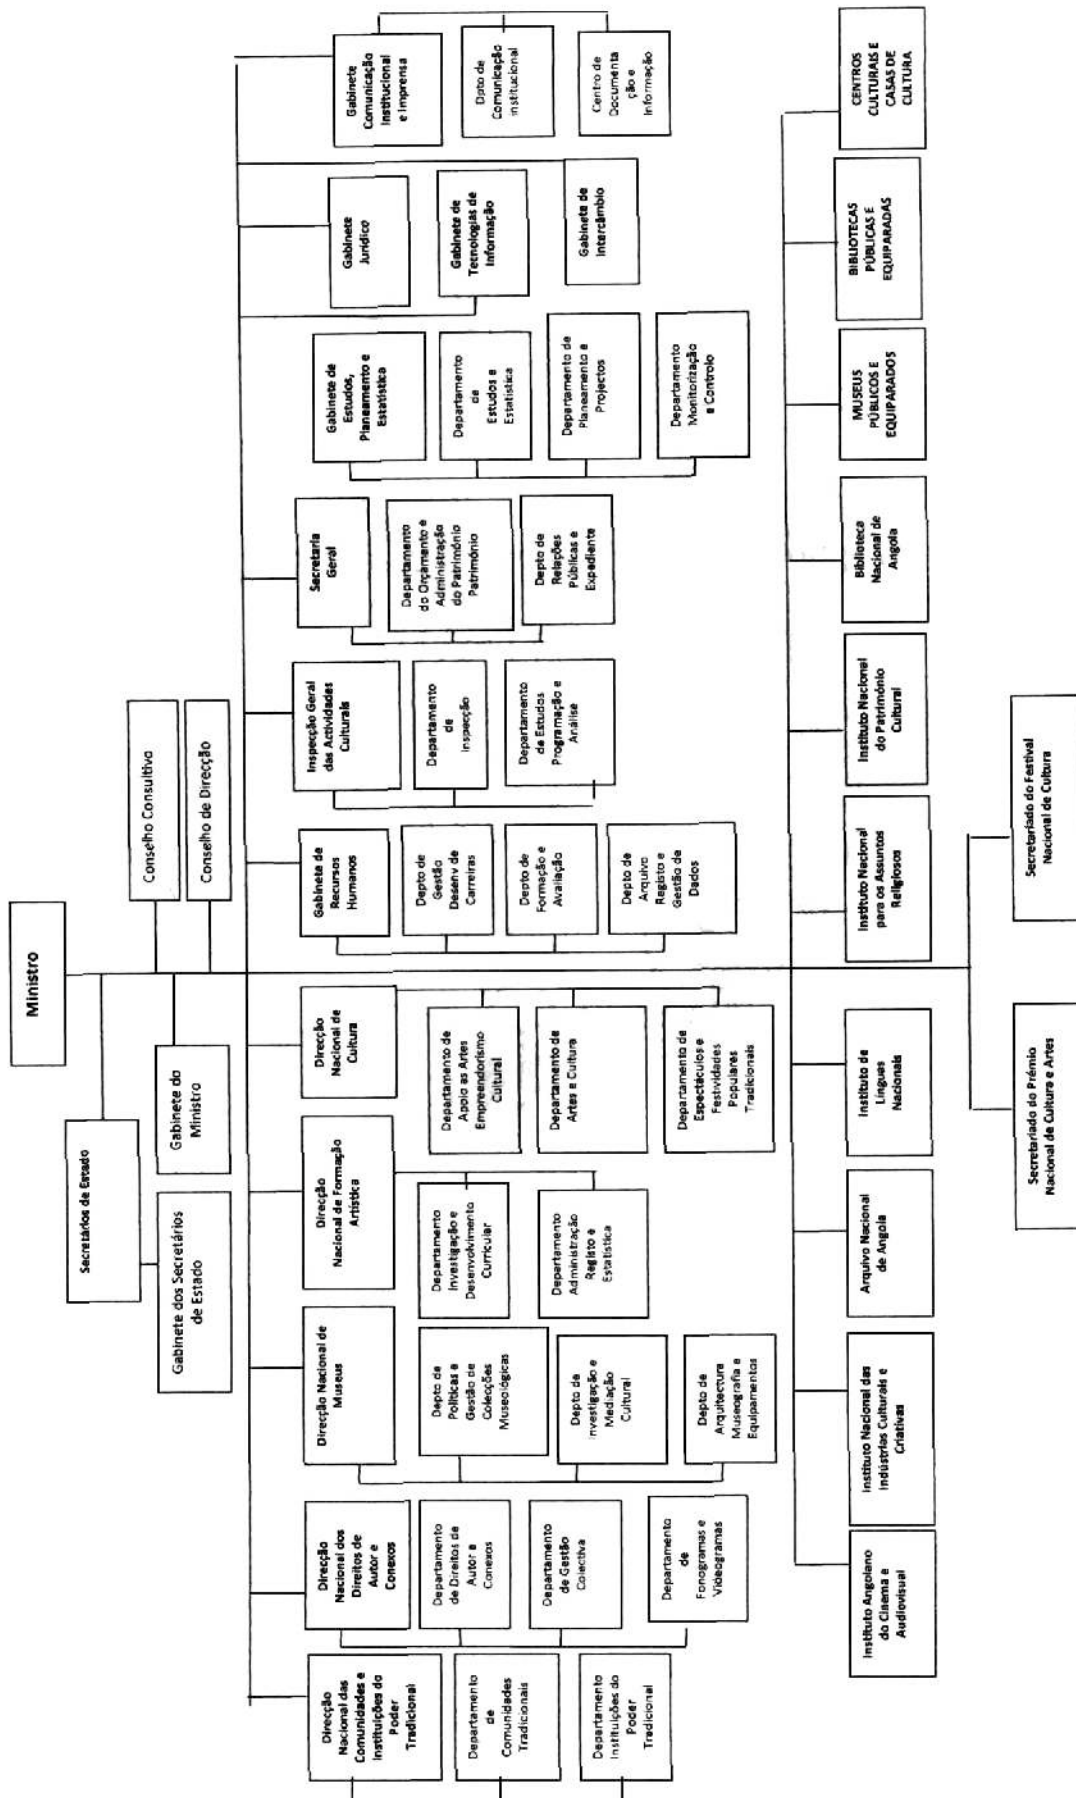 Ministro
Secretários de Estado
Conselho Consultivo
Gabinete dos Secretários
de Estado
Gabinete do
Ministro
Conselho de Direcção
Direcção
Nacional das
Comunidades e
Instituições do
Poder
Tradicional
Departamento
de
Comunidades
Tradicionais
Departamento
Instituições do
Poder
Tradicional
Direcção
Nacional dos
Direitos de
Autor e
Conexos
Departamento
de Direitos de
Autor e
Conexos
Departamento
de Gestão
Colectiva
Departamento
de
Fonogramas e
Videogramas
Direcção Nacional de
Museus
Depto de
Políticas e
Gestão de
Colecções
Museológicas
Depto de
Investigação e
Mediação
Cultural
Depto de
Arquitectura
Museografia e
Equipamentos
Direcção
Nacional de Formação
Artística
Departamento
Investigação e
Desenvolvimento
Curricular
Departamento
Administração
Registo e
Estatística
Direcção
Nacional de
Cultura
Departamento de
Apoio as Artes
Empreendorismo
Cultural
Departamento de
Artes e Cultura
Departamento de
Espectáculos e
Festividades
Populares
Tradicionais
Gabinete de
Recursos
Humanos
Depto de
Gestão
Desenv de
Carreiras
Depto de
Formação e
Avaliação
Depto de
Arquivo
Registo e
Gestão de
Dados
Inspecção Geral
das Actividades
Culturais
Departamento
de
Inspecção
Departamento
de Estudos
Programação e
Análise
Secretaria
Geral
Departamento
do Orçamento e
Administração
do Património
Património
Depto de
Relações
Públicas e
Expediente
Gabinete de
Estudos,
Planeamento e
Estatística
Departamento
de
Estudos e
Estatística
Departamento de
Planeamento e
Projectos
Departamento
Monitorização
e Controlo
Gabinete
Jurídico
Gabinete de
Tecnologias de
Informação
Gabinete de
Intercâmbio
Gabinete
Comunicação
Institucional
e Imprensa
Dpto de
Comunicação
institucional
Centro de
Documenta
ção e
Informação
Instituto Angolano
do Cinema e
Audiovisual
Instituto Nacional das
Indústrias Culturais e
Criativas
Arquivo Nacional
de Angola
Instituto de
Línguas
Nacionais
Instituto Nacional
para os Assuntos
Religiosos
Instituto Nacional
do Património
Cultural
Biblioteca
Nacional de
Angola
MUSEUS
PÚBLICOS E
EQUIPARADOS
BIBLIOTECAS
PÚBLICAS E
EQUIPARADAS
CENTROS
CULTURAIS E
CASAS DE
CULTURA
Secretariado do Prémio
Nacional de Cultura e Artes
Secretariado do Festival
Nacional de Cultura